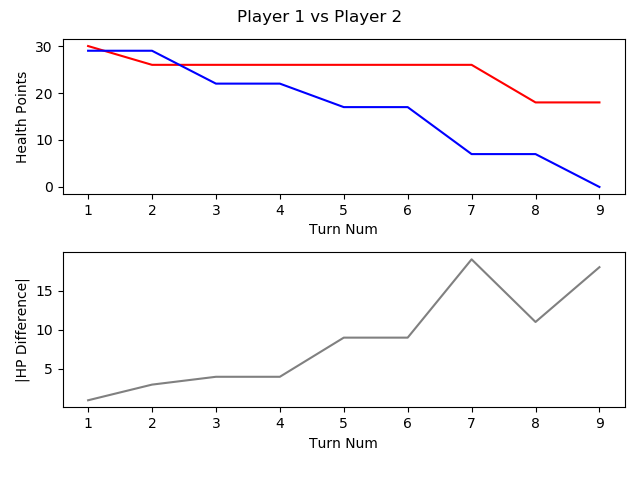 Player 1 vs Player 2
Health Points
30
20
10
0
1 2 3 4 5 6 7 8 9
Turn Num
|HP Difference|
15
10
5
1 2 3 4 5 6 7 8 9
Turn Num